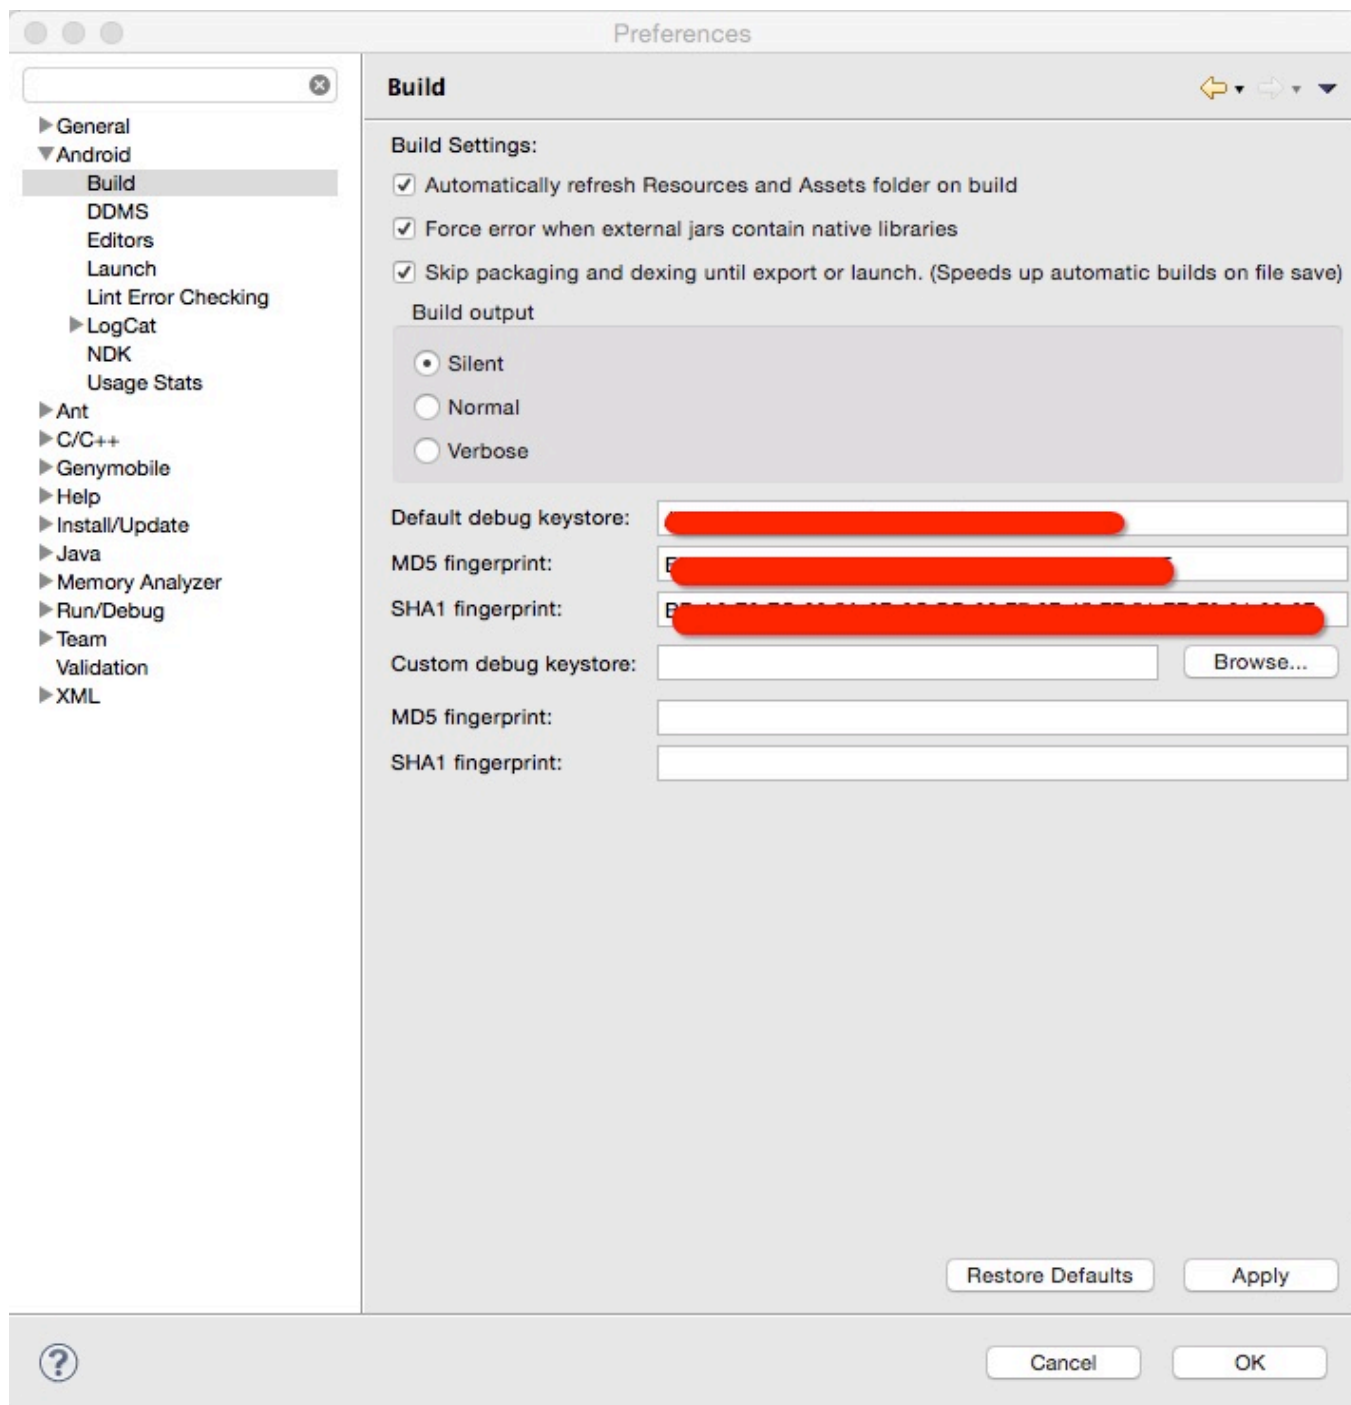 Preferences
General
Android
Build
DDMS
Editors
Launch
Lint Error Checking
LogCat
NDK
Usage Stats
Ant
C/C++
Genymobile
Help
Install/Update
Java
Memory Analyzer
Run/Debug
Team
Validation
XML
Build
Build Settings:
Automatically refresh Resources and Assets folder on build
Force error when external jars contain native libraries
Skip packaging and dexing until export or launch. (Speeds up automatic builds on file save)
Build output
Silent
Normal
Verbose
Default debug keystore:
MD5 fingerprint:
SHA1 fingerprint:
Custom debug keystore:
Browse...
MD5 fingerprint:
SHA1 fingerprint:
Restore Defaults
Apply
?
Cancel
OK